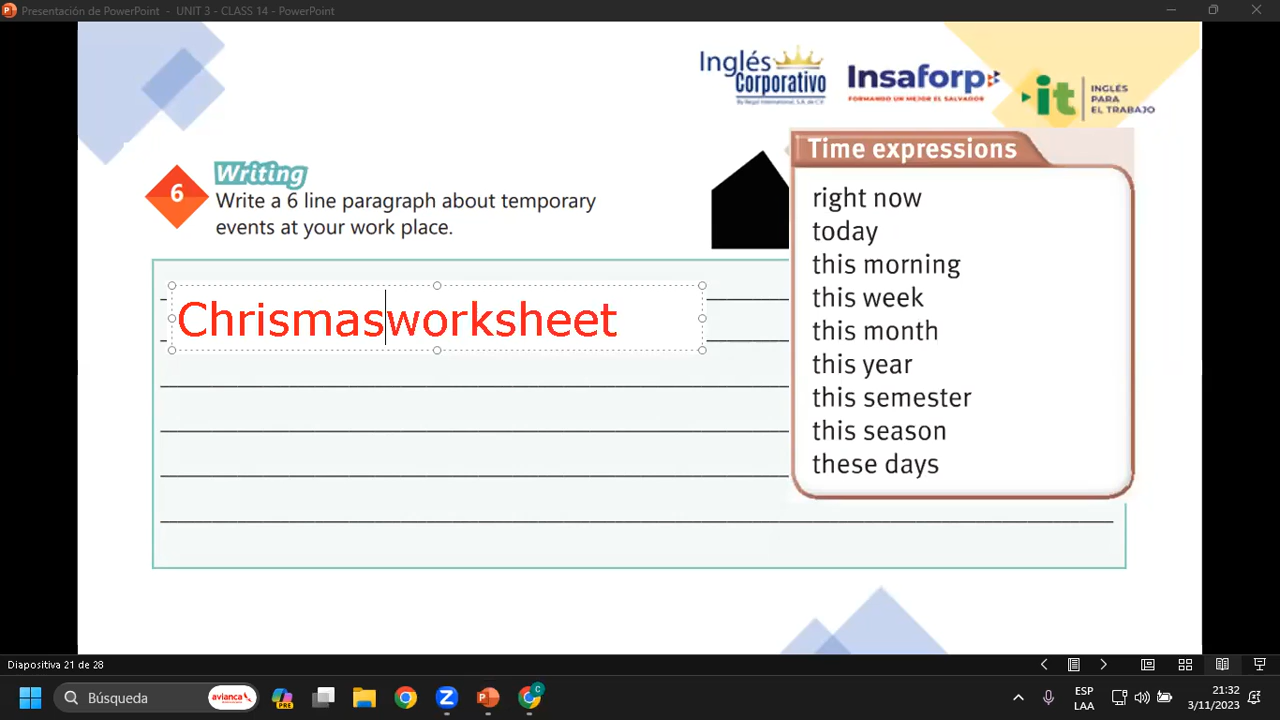 Presentación de PowerPoint - UNIT 3 - CLASS 14 - PowerPoint
Inglés
Corporativo
Insaforp
FORMANDO UN MEJOR EL SALVADOR
it
INGLÉS
PARA
EL TRABAJO
6
Writing
Write a 6 line paragraph about temporary
events at your work place.
Chrismasworksheet
Time expressions
right now
today
this morning
this week
this month
this year
this semester
this season
these days
Diapositiva 21 de 28
Búsqueda
avianca
PRE
C
ESP
LAA
21:32
3/11/2023